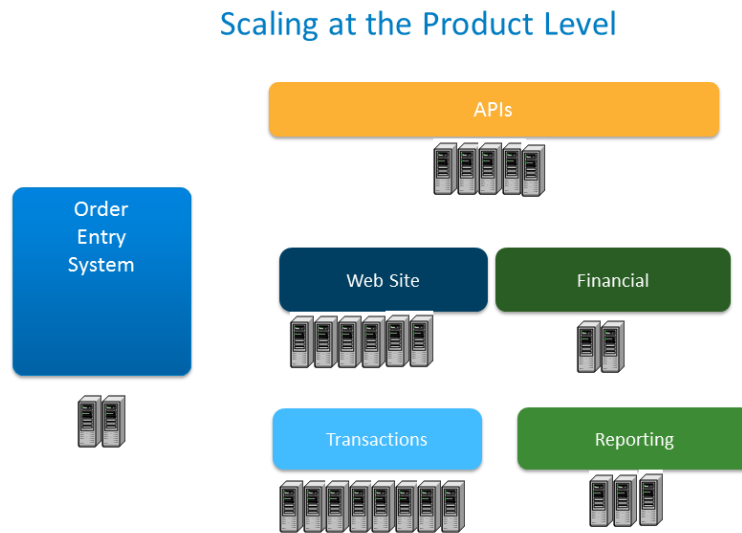 Scaling at the Product Level
APIs
Order
Entry
System
Web Site
Financial
Transactions
Reporting